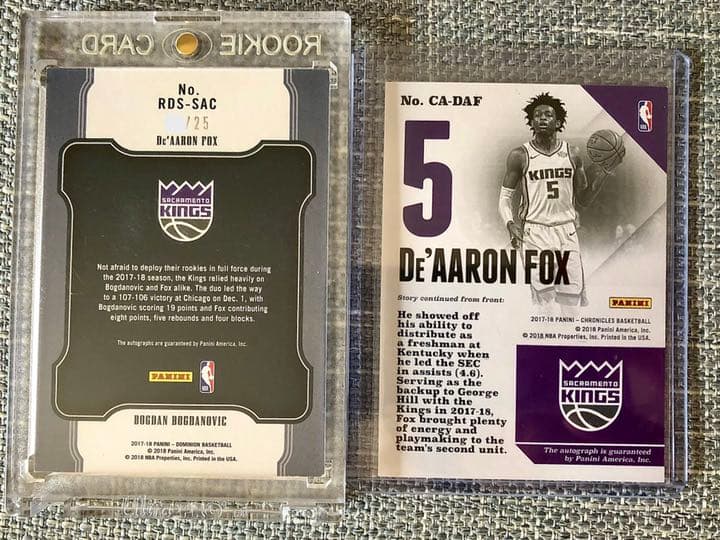 ROOKIE CARD
No.
RDS-SAC
/25
DE'AARON FOX
SACRAMENTO
KINGS
Not afraid to deploy their rookies in full force during
the 2017-18 season, the Kings relied heavily on
Bogdanovic and Fox alike. The duo led the way
to a 107-106 victory at Chicago on Dec. 1, with
Bogdanovic scoring 19 points and Fox contributing
eight points, five rebounds and four blocks.
The autographs are guaranteed by Panini America, Inc.
PANINI
NBA
BOGDAN BOGDANOVIC
2017-18 PANINI – DOMINION BASKETBALL
© 2018 Panini America, Inc.
© 2018 NBA Properties, Inc. Printed in the USA.
No. CA-DAF
NBA
5
KINGS
5
DE'AARON FOX
Story continued from front:
PANINI
He showed off
his ability to
distribute as
a freshman at
Kentucky when
he led the SEC
in assists (4.6).
Serving as the
backup to George
Hill with the
Kings in 2017-18,
Fox brought plenty
of energy and
playmaking to the
team's second unit.
2017-18 PANINI – CHRONICLES BASKETBALL
© 2018 Panini America, Inc.
© 2018 NBA Properties, Inc. Printed in the USA.
SACRAMENTO
KINGS
The autograph is guaranteed
by Panini America, Inc.